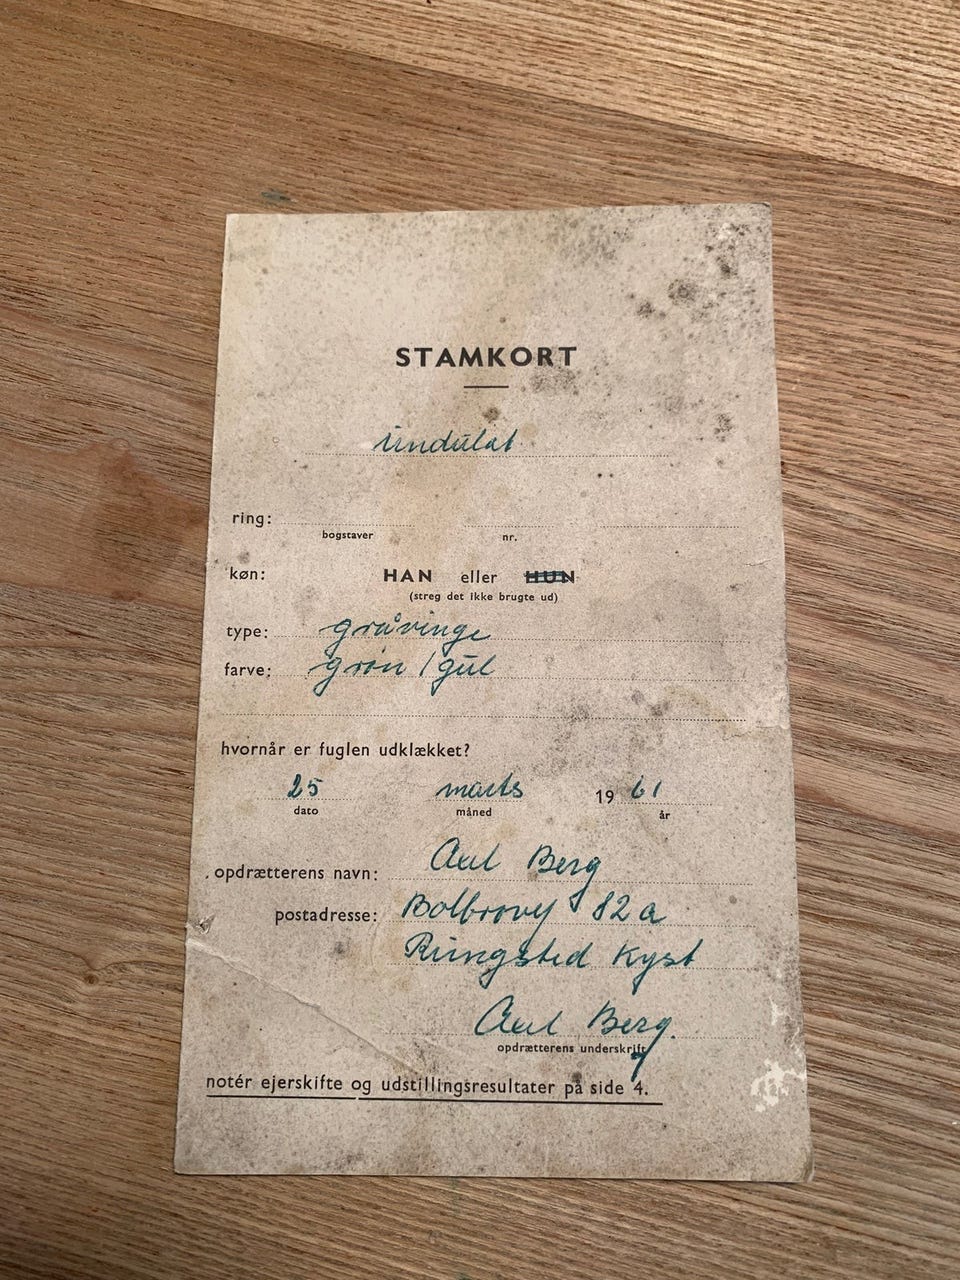 STAMKORT
undulat
ring:
bogstaver nr.
køn: HAN eller HUN
(streg det ikke brugte ud)
type: gråvinge
farve: grøn / gul
hvornår er fuglen udklækket?
25 marts 19 61
dato måned år
opdrætterens navn: Axel Berg
postadresse: Bolbrovej 82 a
Rungsted Kyst
Axel Berg.
opdrætterens underskrift
notér ejerskifte og udstillingsresultater på side 4.